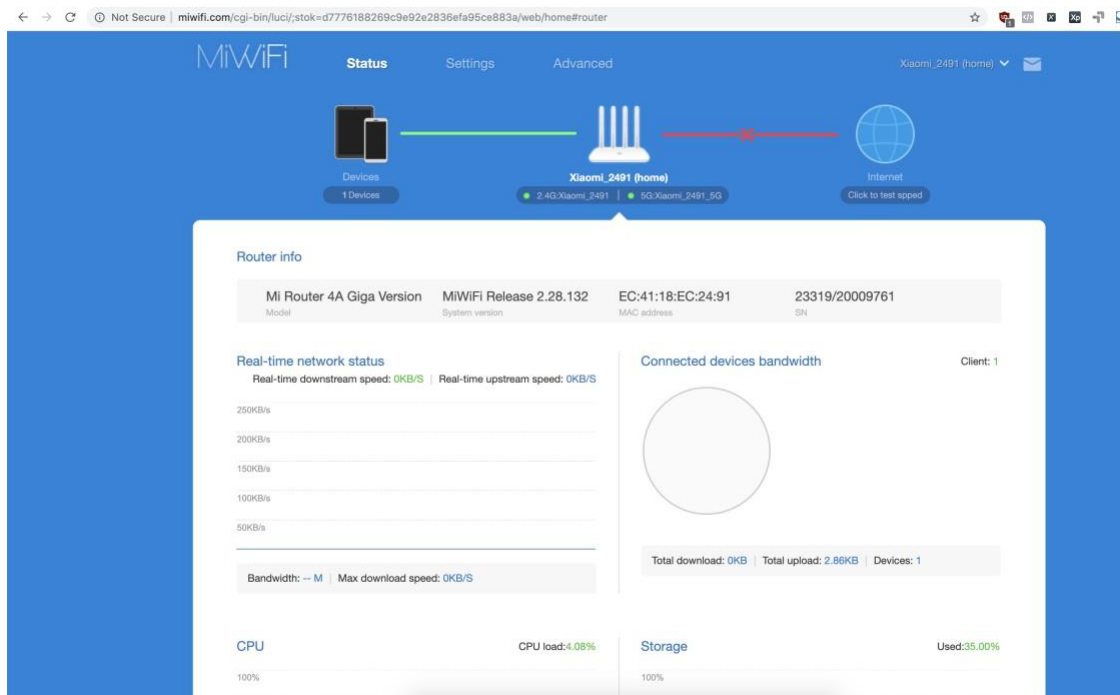 Not Secure | miwifi.com/cgi-bin/luci/;stok=d7776188269c9e92e2836efa95ce883a/web/home#router
MiWiFi Status Settings Advanced Xiaomi_2491 (home)
Devices Xiaomi_2491 (home) Internet
1 Devices 2.4G:Xiaomi_2491 | 5G:Xiaomi_2491_5G Click to test spped
Router info
Mi Router 4A Giga Version MiWiFi Release 2.28.132 EC:41:18:EC:24:91 23319/20009761
Model System version MAC address SN
Real-time network status
Real-time downstream speed: 0KB/S | Real-time upstream speed: 0KB/S
250KB/s
200KB/s
150KB/s
100KB/s
50KB/s
Bandwidth: -- M | Max download speed: 0KB/S
Connected devices bandwidth Client: 1
Total download: 0KB | Total upload: 2.86KB | Devices: 1
CPU CPU load:4.08%
100%
Storage Used:35.00%
100%